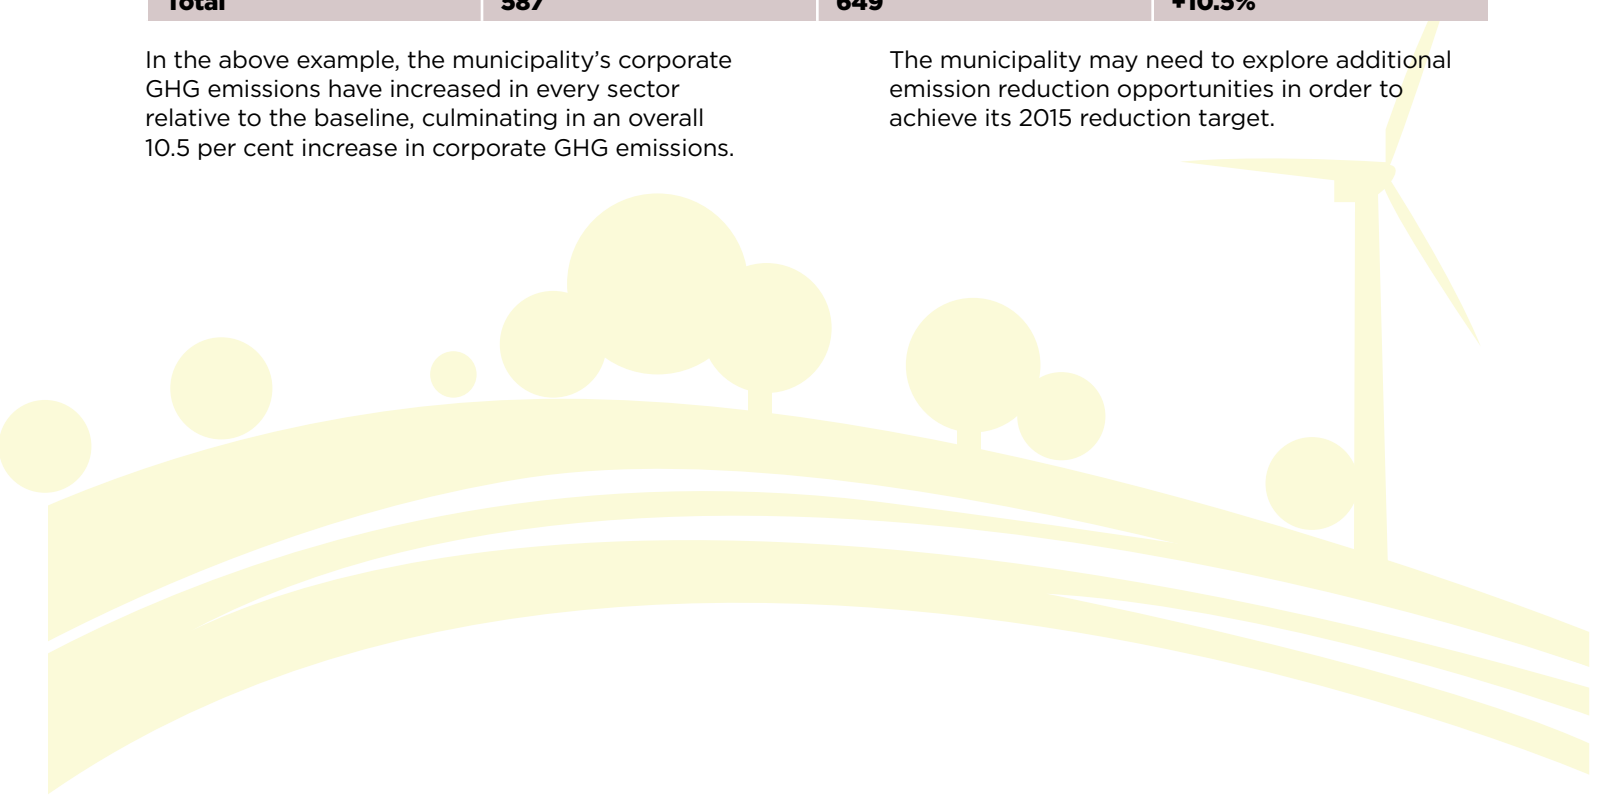 Total 587 649 +10.5%
In the above example, the municipality’s corporate
GHG emissions have increased in every sector
relative to the baseline, culminating in an overall
10.5 per cent increase in corporate GHG emissions.
The municipality may need to explore additional
emission reduction opportunities in order to
achieve its 2015 reduction target.